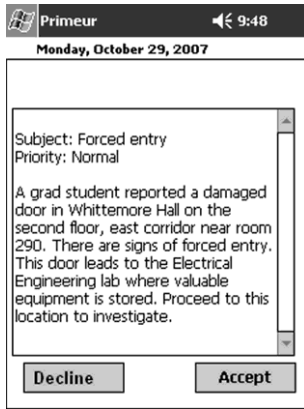 Primeur 9:48
Monday, October 29, 2007
Subject: Forced entry
Priority: Normal
A grad student reported a damaged
door in Whittemore Hall on the
second floor, east corridor near room
290. There are signs of forced entry.
This door leads to the Electrical
Engineering lab where valuable
equipment is stored. Proceed to this
location to investigate.
Decline Accept